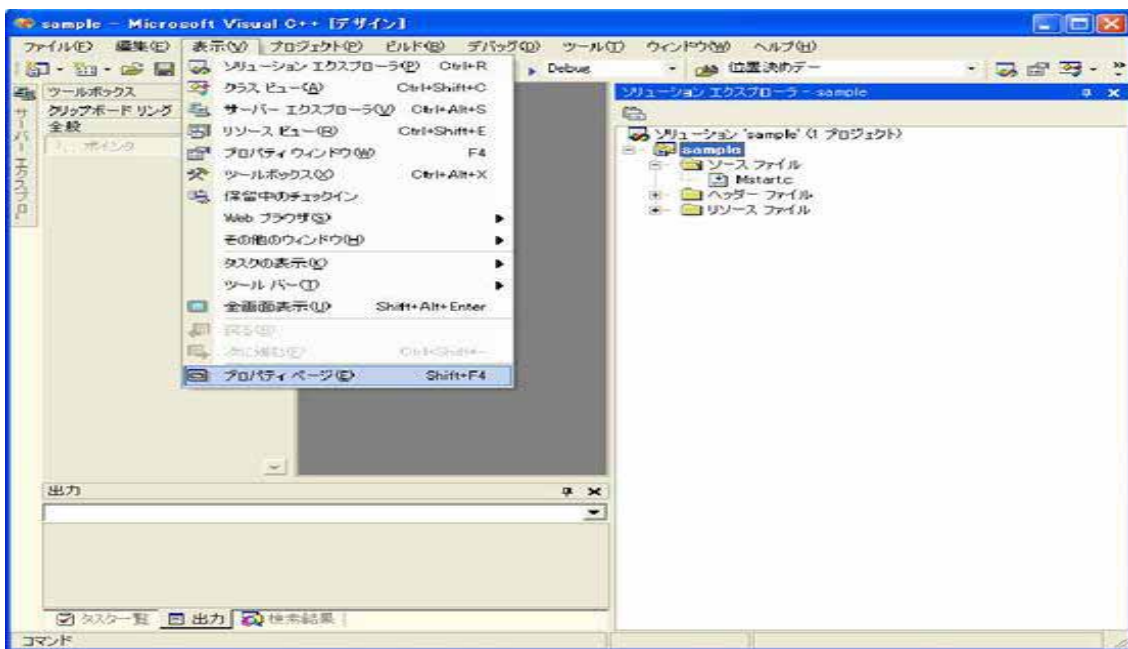 sample - Microsoft Visual C++ [デザイン]
ファイル(F) 編集(E) 表示(V) プロジェクト(P) ビルド(B) デバッグ(D) ツール(T) ウィンドウ(W) ヘルプ(H)
Debug 位置決めデー
ツールボックス
クリップボード リング
全般
ポインタ
サーバー エクスプロ
ソリューション エクスプローラ(P) Ctrl+R
クラス ビュー(A) Ctrl+Shift+C
サーバー エクスプローラ(V) Ctrl+Alt+S
リソース ビュー(R) Ctrl+Shift+E
プロパティ ウィンドウ(W) F4
ツールボックス(X) Ctrl+Alt+X
保留中のチェックイン
Web ブラウザ(S)
その他のウィンドウ(H)
タスクの表示(K)
ツール バー(T)
全画面表示(U) Shift+Alt+Enter
戻る(B)
次に進む(F) Ctrl+Shift+-
プロパティ ページ(E) Shift+F4
ソリューション エクスプローラ - sample
ソリューション 'sample' (1 プロジェクト)
sample
ソース ファイル
Mstart.c
ヘッダー ファイル
リソース ファイル
出力
タスク一覧 出力 検索結果
コマンド